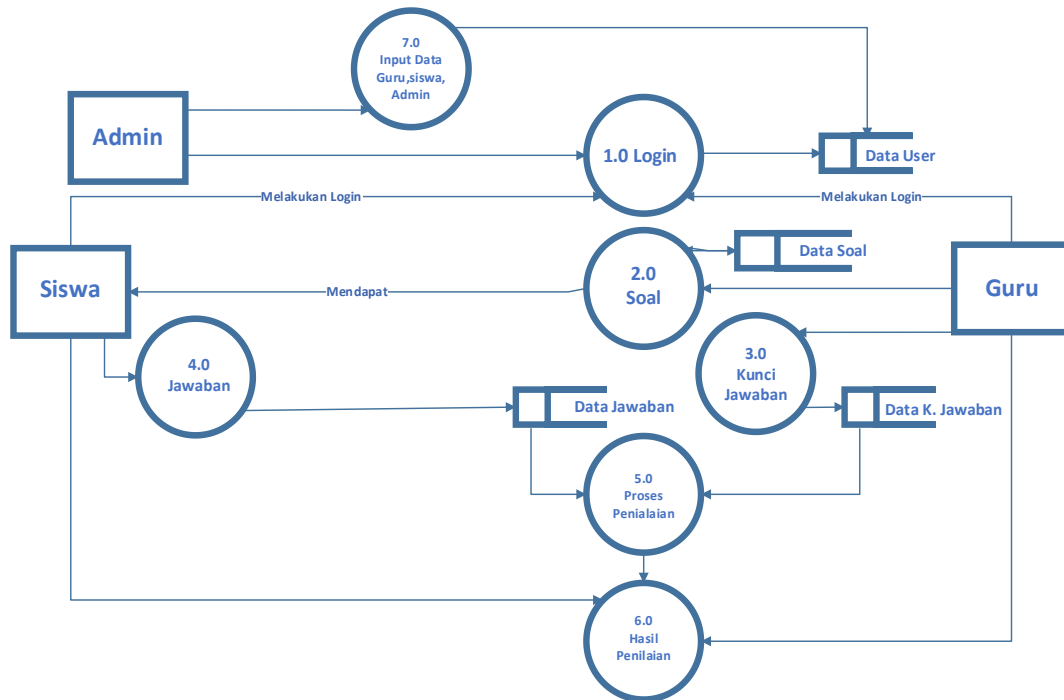 7.0
Input Data
Guru,siswa,
Admin
Admin
1.0 Login
Data User
Melakukan Login
Melakukan Login
Data Soal
Siswa
2.0
Soal
Guru
Mendapat
4.0
Jawaban
3.0
Kunci
Jawaban
Data Jawaban
Data K. Jawaban
5.0
Proses
Penialaian
6.0
Hasil
Penilaian